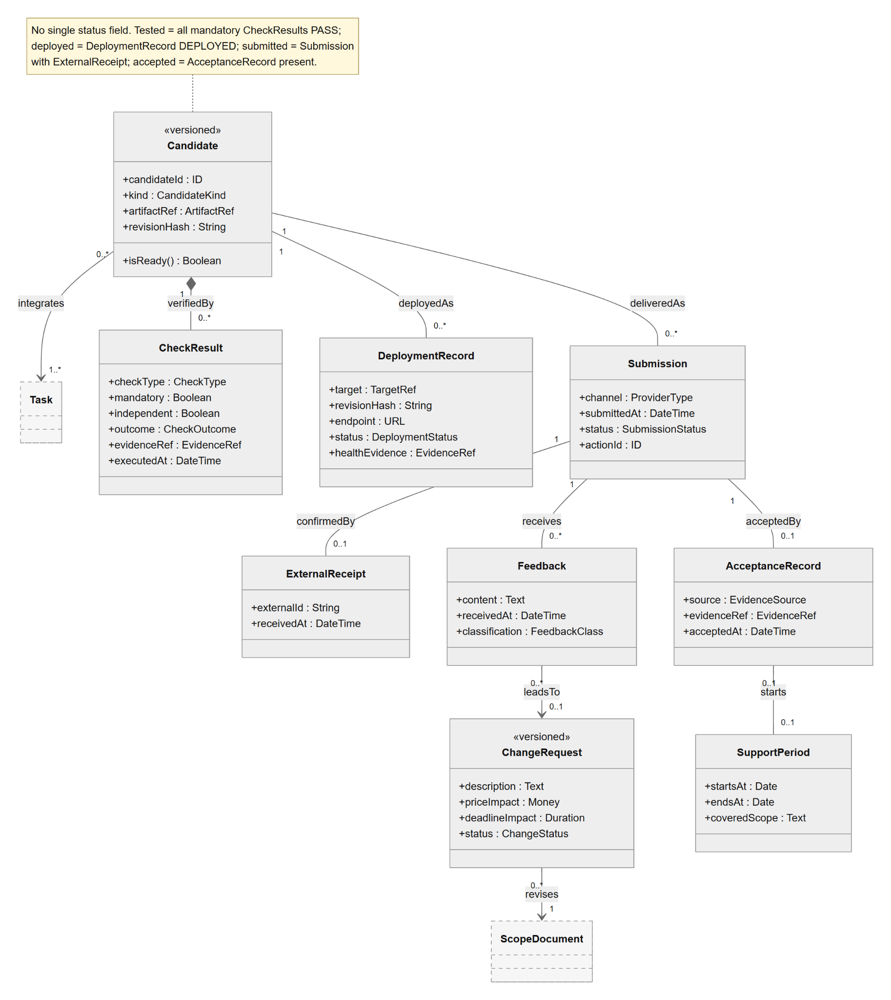 No single status field. Tested = all mandatory CheckResults PASS;
deployed = DeploymentRecord DEPLOYED; submitted = Submission
with ExternalReceipt; accepted = AcceptanceRecord present.
«versioned»
Candidate
+candidateId : ID
+kind : CandidateKind
+artifactRef : ArtifactRef
+revisionHash : String
+isReady() : Boolean
1
1
0..*
1
integrates
verifiedBy
deployedAs
deliveredAs
0..*
0..*
0..*
1..*
Task
CheckResult
+checkType : CheckType
+mandatory : Boolean
+independent : Boolean
+outcome : CheckOutcome
+evidenceRef : EvidenceRef
+executedAt : DateTime
DeploymentRecord
+target : TargetRef
+revisionHash : String
+endpoint : URL
+status : DeploymentStatus
+healthEvidence : EvidenceRef
Submission
+channel : ProviderType
+submittedAt : DateTime
+status : SubmissionStatus
+actionId : ID
1
1
1
confirmedBy
receives
acceptedBy
0..1
0..*
0..1
ExternalReceipt
+externalId : String
+receivedAt : DateTime
Feedback
+content : Text
+receivedAt : DateTime
+classification : FeedbackClass
AcceptanceRecord
+source : EvidenceSource
+evidenceRef : EvidenceRef
+acceptedAt : DateTime
0..*
leadsTo
0..1
0..1
starts
0..1
«versioned»
ChangeRequest
+description : Text
+priceImpact : Money
+deadlineImpact : Duration
+status : ChangeStatus
SupportPeriod
+startsAt : Date
+endsAt : Date
+coveredScope : Text
0..*
revises
1
ScopeDocument